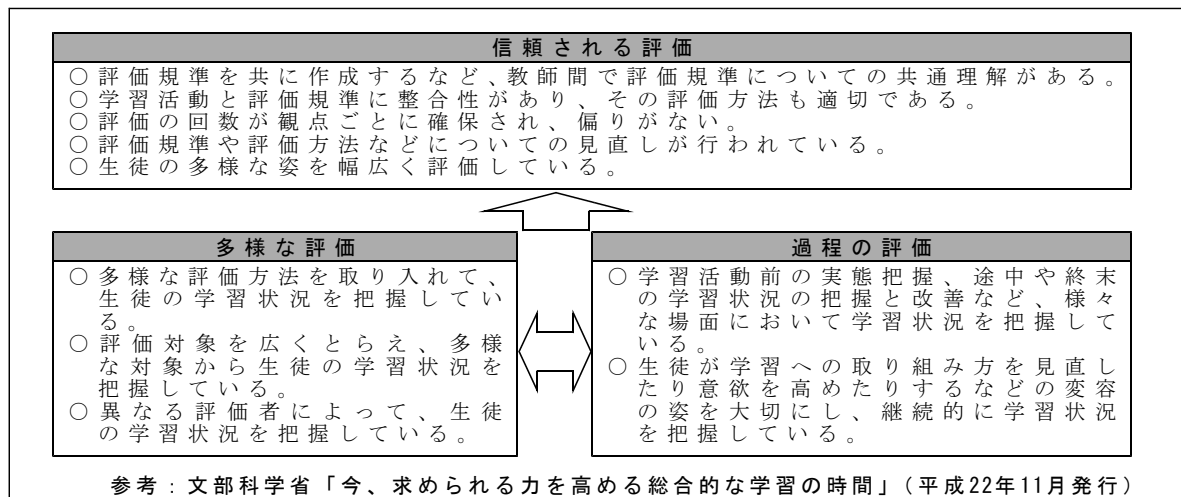 信頼される評価
○評価規準を共に作成するなど、教師間で評価規準についての共通理解がある。
○学習活動と評価規準に整合性があり、その評価方法も適切である。
○評価の回数が観点ごとに確保され、偏りがない。
○評価規準や評価方法などについての見直しが行われている。
○生徒の多様な姿を幅広く評価している。
多様な評価
○多様な評価方法を取り入れて、
生徒の学習状況を把握してい
る。
○評価対象を広くとらえ、多様
な対象から生徒の学習状況を
把握している。
○異なる評価者によって、生徒
の学習状況を把握している。
過程の評価
○学習活動前の実態把握、途中や終末
の学習状況の把握と改善など、様々
な場面において学習状況を把握して
いる。
○生徒が学習への取り組み方を見直し
たり意欲を高めたりするなどの変容
の姿を大切にし、継続的に学習状況
を把握している。
参考：文部科学省「今、求められる力を高める総合的な学習の時間」（平成22年11月発行）